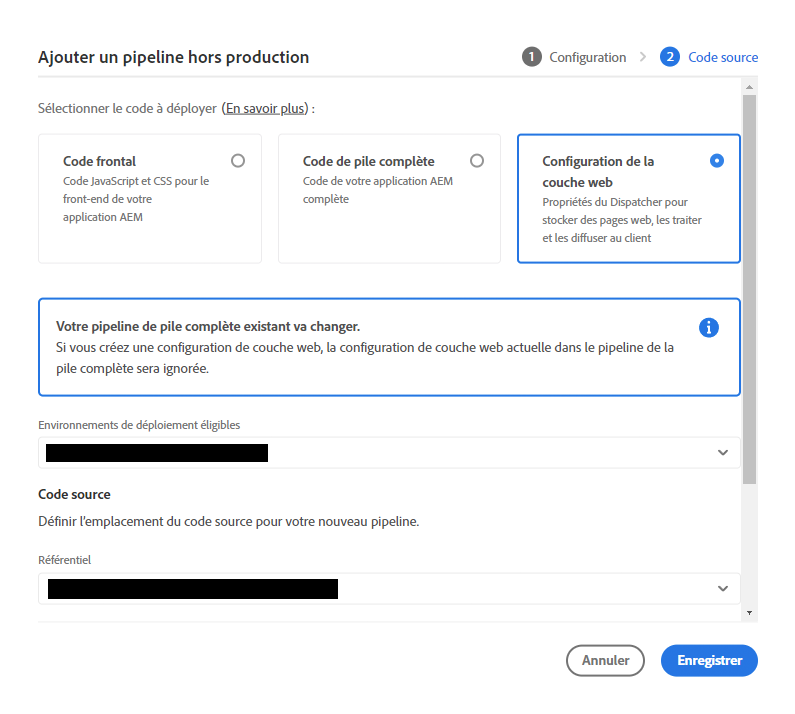 Ajouter un pipeline hors production
1 Configuration > 2 Code source
Sélectionner le code à déployer (En savoir plus) :
Code frontal
Code JavaScript et CSS pour le
front-end de votre
application AEM
Code de pile complète
Code de votre application AEM
complète
Configuration de la
couche web
Propriétés du Dispatcher pour
stocker des pages web, les traiter
et les diffuser au client
Votre pipeline de pile complète existant va changer.
Si vous créez une configuration de couche web, la configuration de couche web actuelle dans le pipeline de la
pile complète sera ignorée.
Environnements de déploiement éligibles
Code source
Définir l'emplacement du code source pour votre nouveau pipeline.
Référentiel
Annuler
Enregistrer